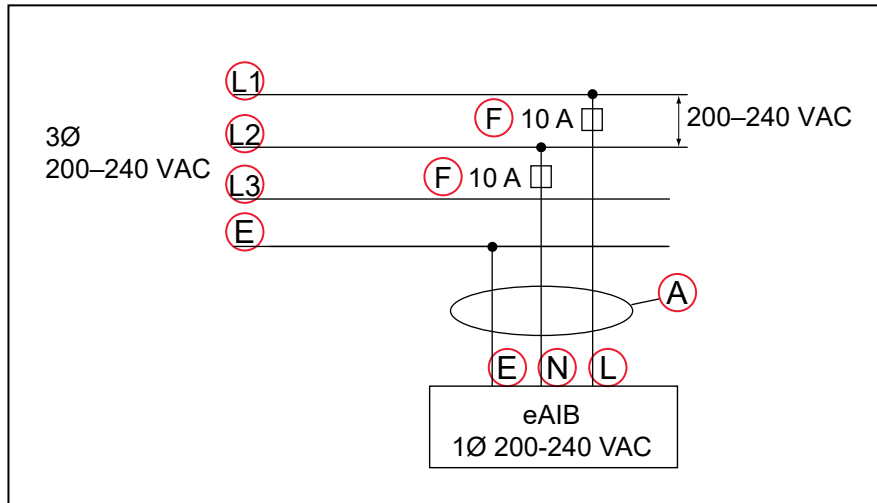 L1
F 10 A
200–240 VAC
3Ø
200–240 VAC
L2
F 10 A
L3
E
A
E N L
eAIB
1Ø 200-240 VAC